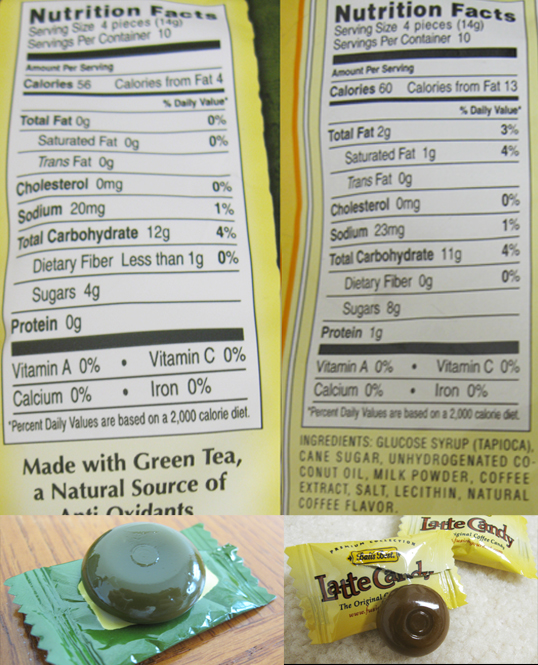 Nutrition Facts
Serving Size 4 pieces (14g)
Servings Per Container 10
Amount Per Serving
Calories 56 Calories from Fat 4
% Daily Value*
Total Fat 0g 0%
Saturated Fat 0g 0%
Trans Fat 0g
Cholesterol 0mg 0%
Sodium 20mg 1%
Total Carbohydrate 12g 4%
Dietary Fiber Less than 1g 0%
Sugars 4g
Protein 0g
Vitamin A 0% • Vitamin C 0%
Calcium 0% • Iron 0%
*Percent Daily Values are based on a 2,000 calorie diet.
Made with Green Tea,
a Natural Source of
Anti Oxidants
Nutrition Facts
Serving Size 4 pieces (14g)
Servings Per Container 10
Amount Per Serving
Calories 60 Calories from Fat 13
% Daily Value*
Total Fat 2g 3%
Saturated Fat 1g 4%
Trans Fat 0g
Cholesterol 0mg 0%
Sodium 23mg 1%
Total Carbohydrate 11g 4%
Dietary Fiber 0g 0%
Sugars 8g
Protein 1g
Vitamin A 0% • Vitamin C 0%
Calcium 0% • Iron 0%
*Percent Daily Values are based on a 2,000 calorie diet.
INGREDIENTS: GLUCOSE SYRUP (TAPIOCA),
CANE SUGAR, UNHYDROGENATED CO-
CONUT OIL, MILK POWDER, COFFEE
EXTRACT, SALT, LECITHIN, NATURAL
COFFEE FLAVOR.
Latte Candy
PREMIUM COLLECTION
Bali's Best
Latte Candy
The Original